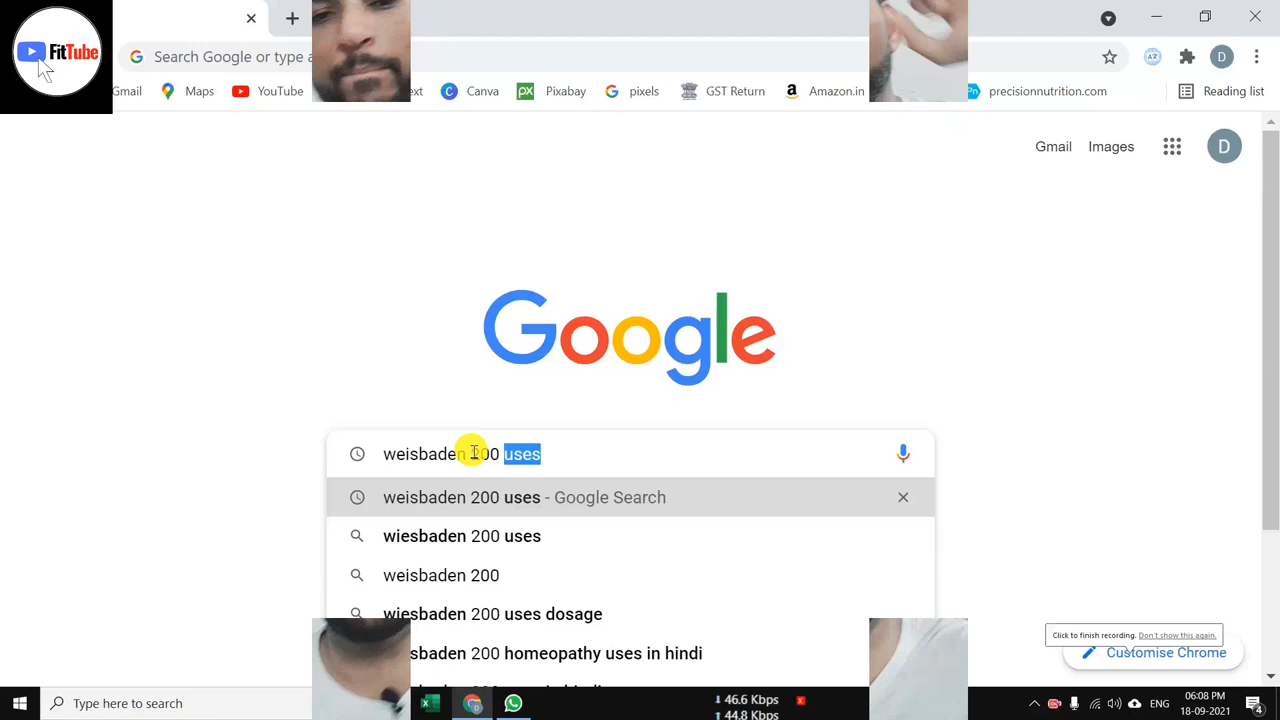 FitTube
Search Google or type a
Gmail
Maps
YouTube
Canva
Pixabay
pixels
GST Return
Amazon.in
precisionnutrition.com
Reading list
D
Gmail Images
D
Google
weisbaden 200 uses
weisbaden 200 uses - Google Search
wiesbaden 200 uses
weisbaden 200
wiesbaden 200 uses dosage
sbaden 200 homeopathy uses in hindi
Click to finish recording. Don't show this again.
Customise Chrome
Type here to search
46.6 Kbps
44.8 Kbps
ENG
06:08 PM
18-09-2021
4